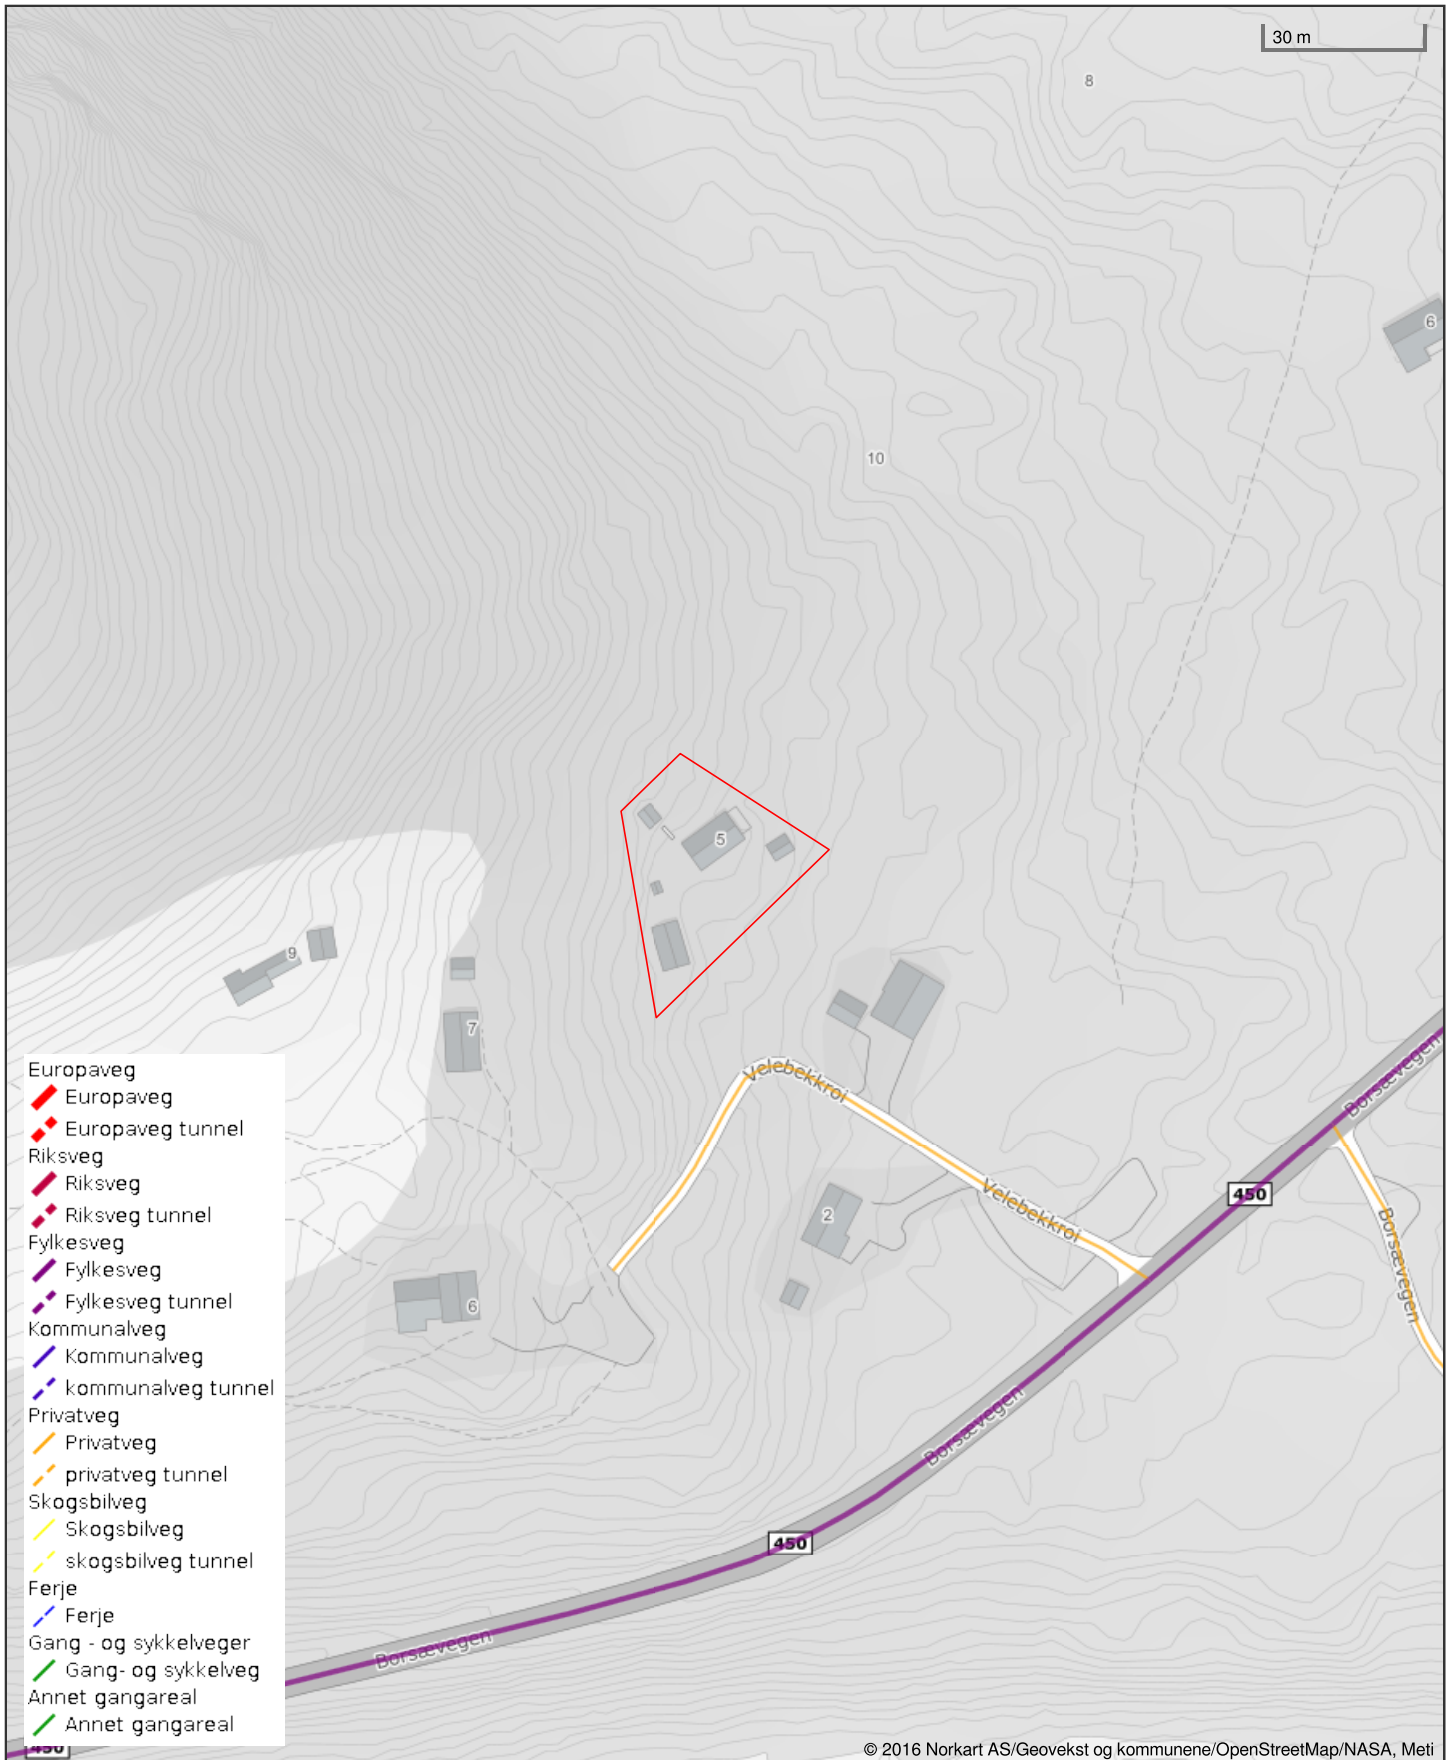 30 m
8
6
10
5
9
7
Velebekkroi
Borsævegen
450
Velebekkroi
2
Borsævegen
6
Borsævegen
450
Borsævegen
Europaveg
Europaveg
Europaveg tunnel
Riksveg
Riksveg
Riksveg tunnel
Fylkesveg
Fylkesveg
Fylkesveg tunnel
Kommunalveg
Kommunalveg
kommunalveg tunnel
Privatveg
Privatveg
privatveg tunnel
Skogsbilveg
Skogsbilveg
skogsbilveg tunnel
Ferje
Ferje
Gang - og sykkelveger
Gang- og sykkelveg
Annet gangareal
Annet gangareal
450
© 2016 Norkart AS/Geovekst og kommunene/OpenStreetMap/NASA, Meti